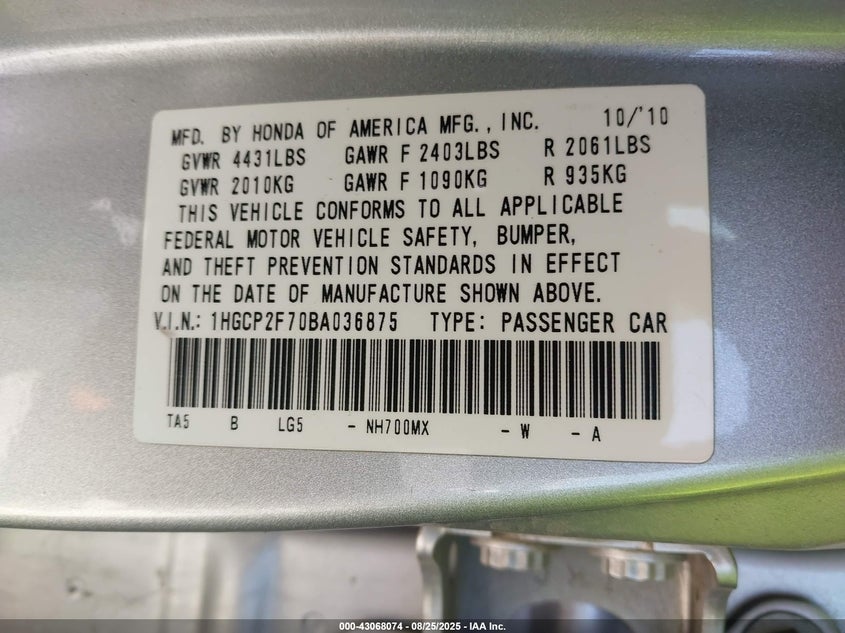 MFD. BY HONDA OF AMERICA MFG., INC. 10/'10
GVWR 4431LBS GAWR F 2403LBS R 2061LBS
GVWR 2010KG GAWR F 1090KG R 935KG
THIS VEHICLE CONFORMS TO ALL APPLICABLE
FEDERAL MOTOR VEHICLE SAFETY, BUMPER,
AND THEFT PREVENTION STANDARDS IN EFFECT
ON THE DATE OF MANUFACTURE SHOWN ABOVE.
V.I.N.: 1HGCP2F70BA036875 TYPE: PASSENGER CAR
TA5 B LG5 - NH700MX - W - A
000-43068074 - 08/25/2025 - IAA Inc.